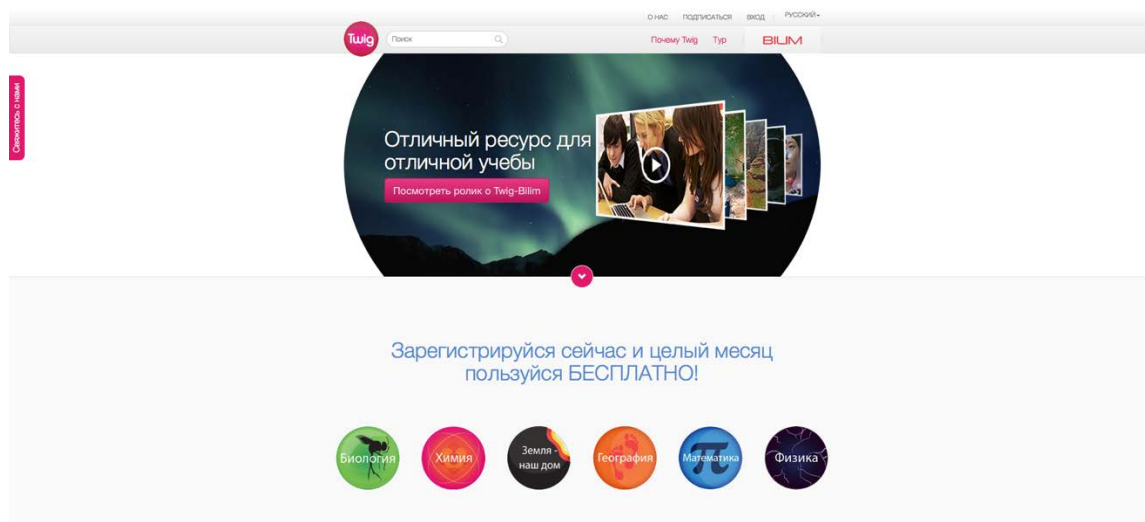 О НАС ПОДПИСАТЬСЯ ВХОД РУССКИЙ
Twig
Поиск
Почему Twig Тур
BILIM
Свяжитесь с нами
Отличный ресурс для
отличной учебы
Посмотреть ролик о Twig-Bilim
Зарегистрируйся сейчас и целый месяц
пользуйся БЕСПЛАТНО!
Биология
Химия
Земля -
наш дом
География
Математика
Физика